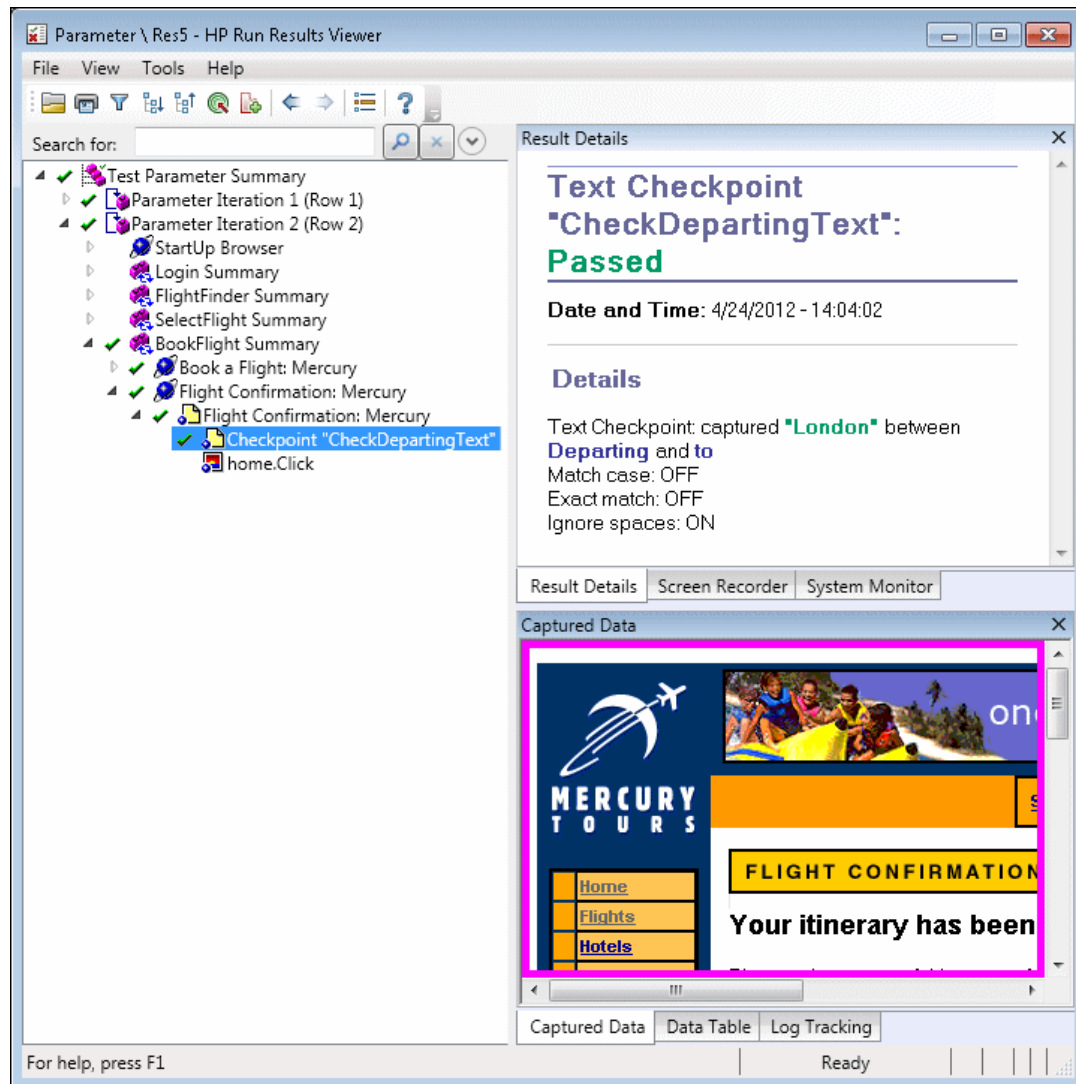 Parameter \ Res5 - HP Run Results Viewer
File View Tools Help
Search for:
Test Parameter Summary
Parameter Iteration 1 (Row 1)
Parameter Iteration 2 (Row 2)
StartUp Browser
Login Summary
FlightFinder Summary
SelectFlight Summary
BookFlight Summary
Book a Flight: Mercury
Flight Confirmation: Mercury
Flight Confirmation: Mercury
Checkpoint "CheckDepartingText"
home.Click
Result Details
Text Checkpoint
"CheckDepartingText":
Passed
Date and Time: 4/24/2012 - 14:04:02
Details
Text Checkpoint: captured "London" between
Departing and to
Match case: OFF
Exact match: OFF
Ignore spaces: ON
Result Details Screen Recorder System Monitor
Captured Data
MERCURY
TOURS
Home
Flights
Hotels
FLIGHT CONFIRMATION
Your itinerary has been
Captured Data Data Table Log Tracking
For help, press F1 Ready